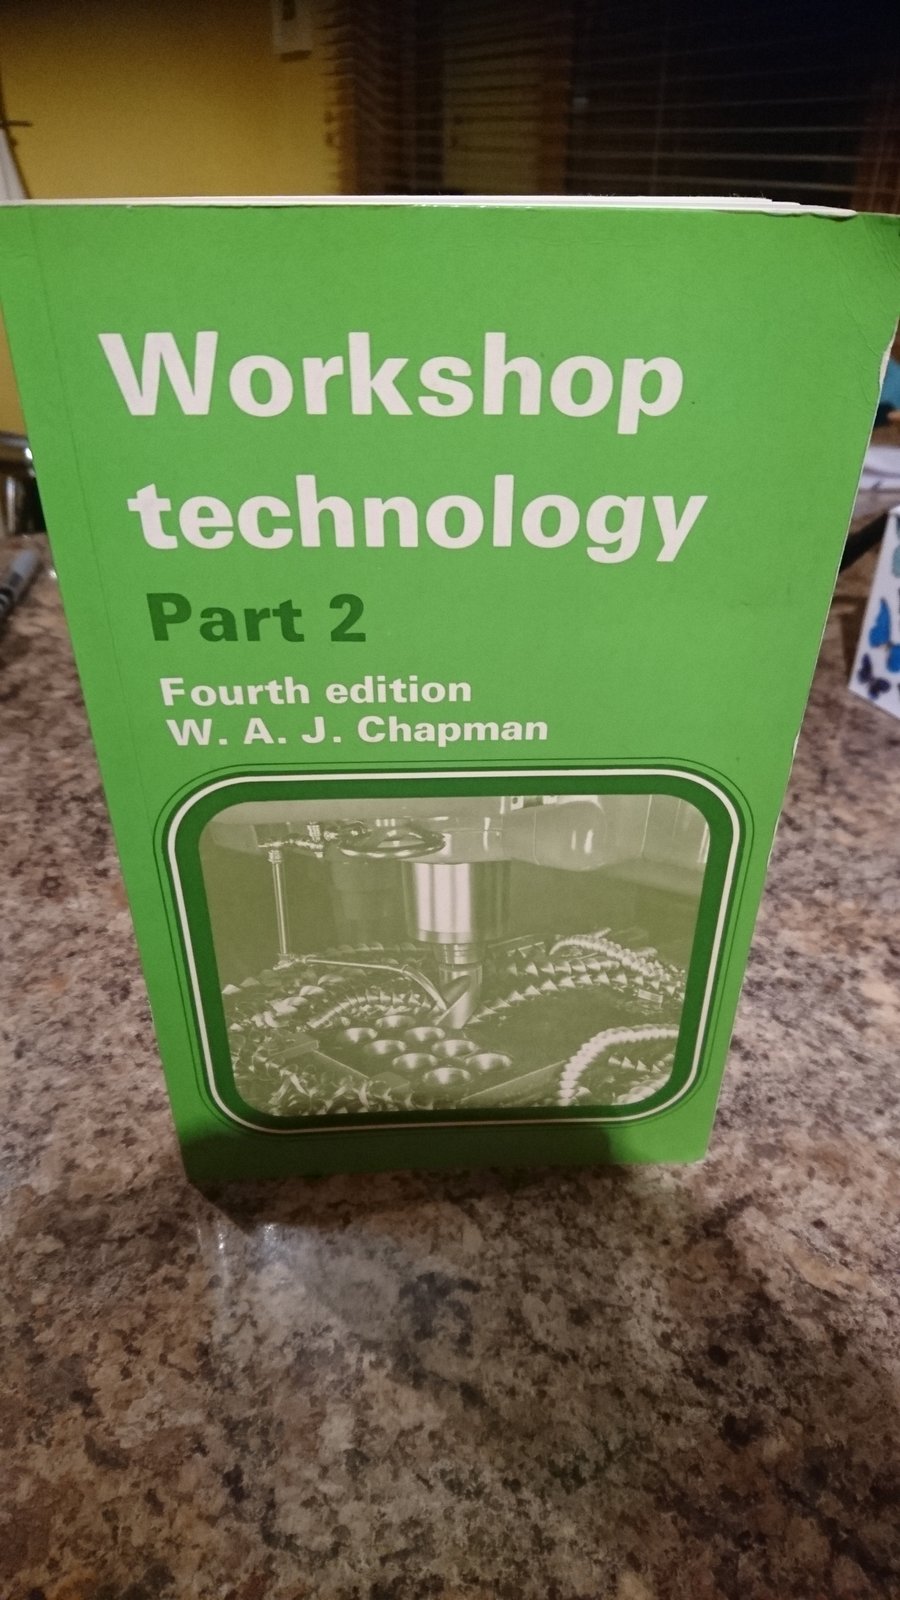 Workshop
technology
Part 2
Fourth edition
W. A. J. Chapman